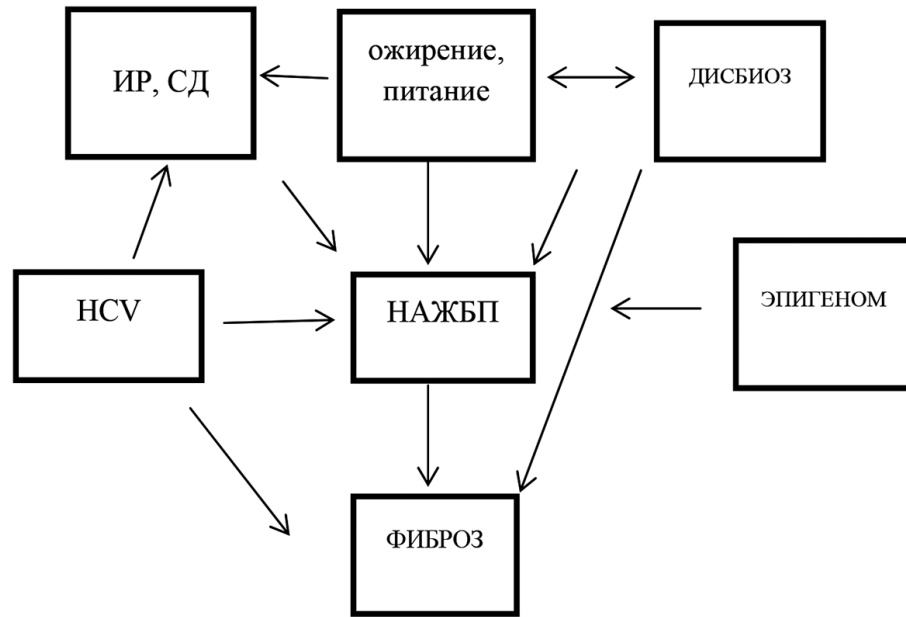 ИР, СД
ожирение,
питание
ДИСБИОЗ
HCV
НАЖБП
ЭПИГЕНОМ
ФИБРОЗ